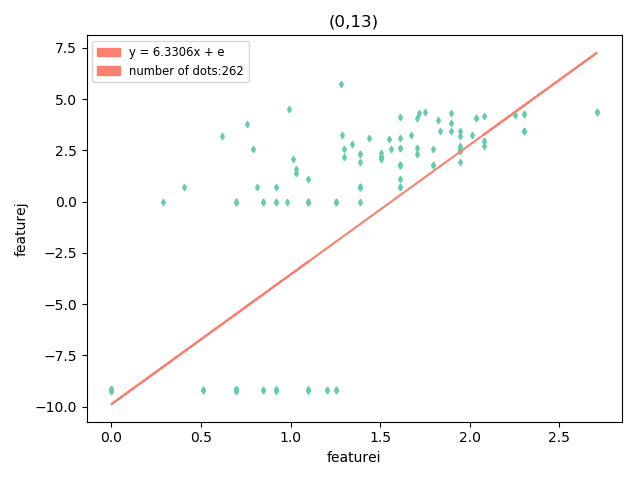 (0,13)
y = 6.3306x + e
number of dots:262
7.5
5.0
2.5
0.0
−2.5
−5.0
−7.5
−10.0
featurej
0.0 0.5 1.0 1.5 2.0 2.5
featurei